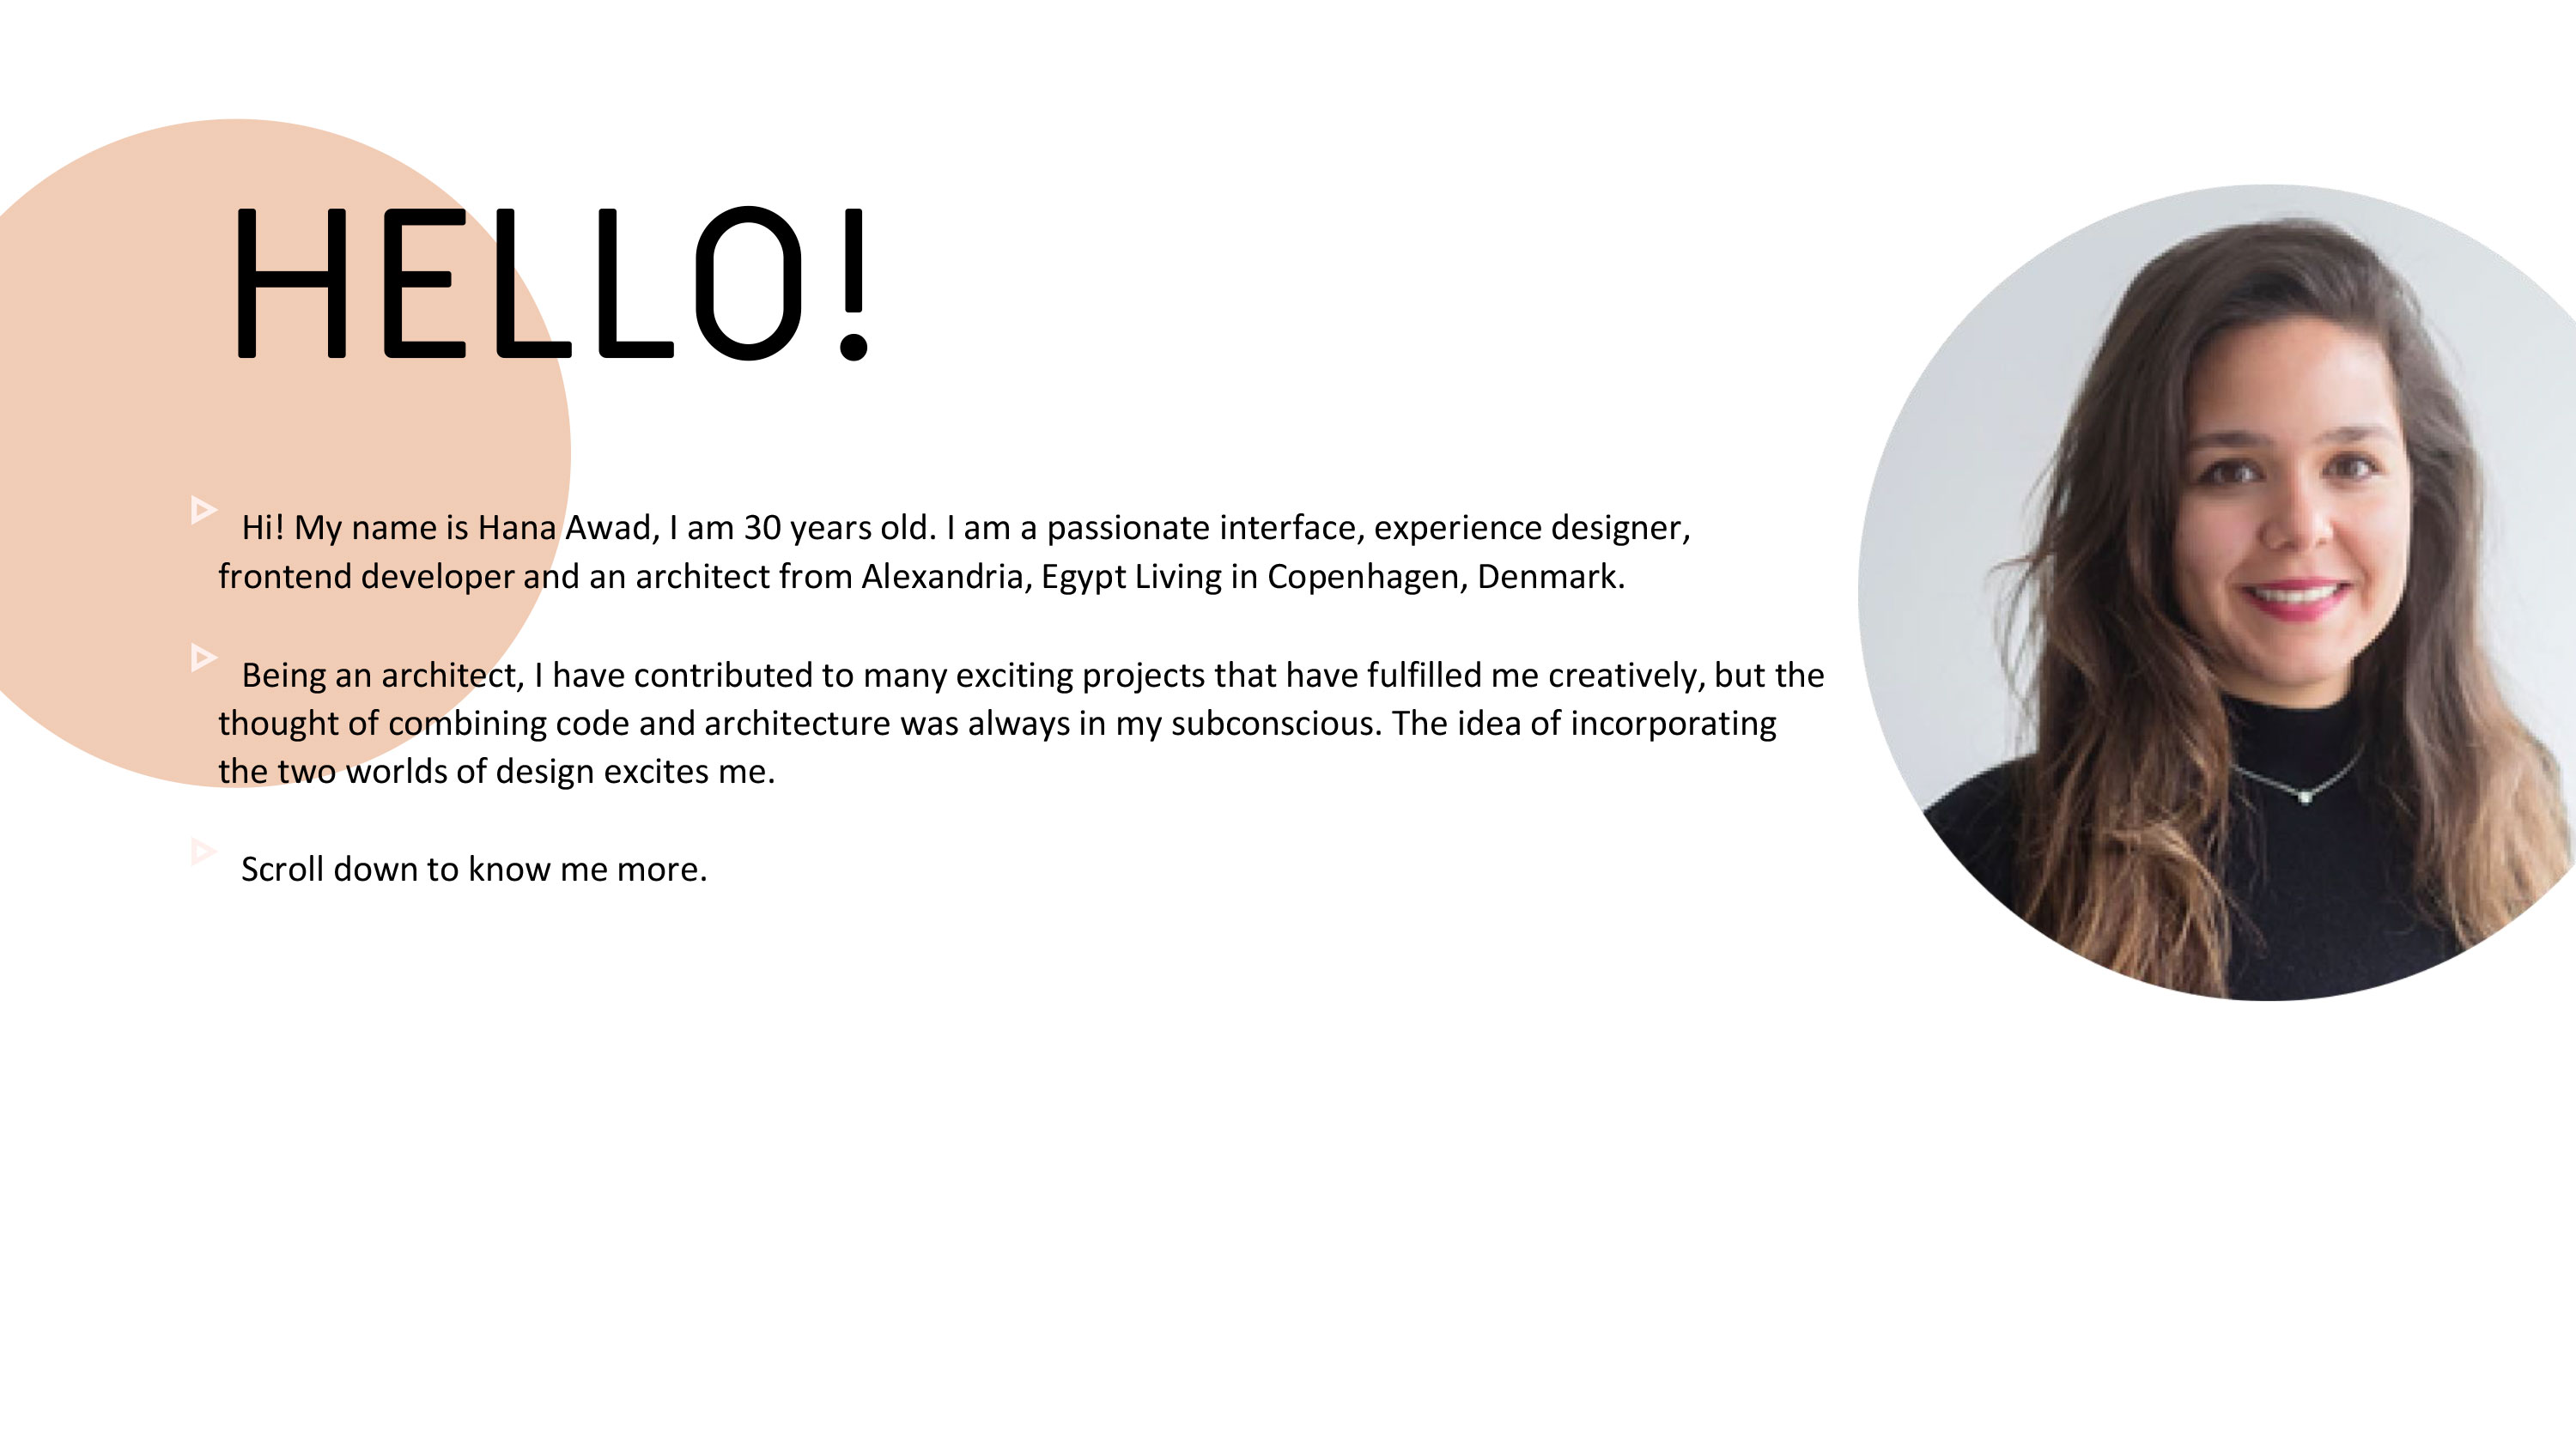 HELLO!
Hi! My name is Hana Awad, I am 30 years old. I am a passionate interface, experience designer,
frontend developer and an architect from Alexandria, Egypt Living in Copenhagen, Denmark.
Being an architect, I have contributed to many exciting projects that have fulfilled me creatively, but the
thought of combining code and architecture was always in my subconscious. The idea of incorporating
the two worlds of design excites me.
Scroll down to know me more.